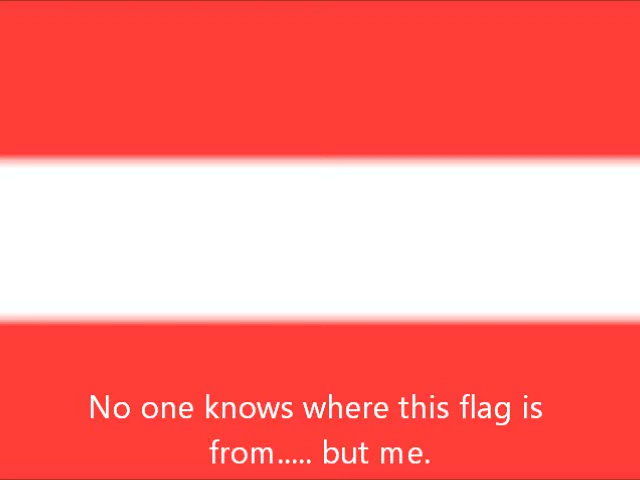 No one knows where this flag is
from..... but me.